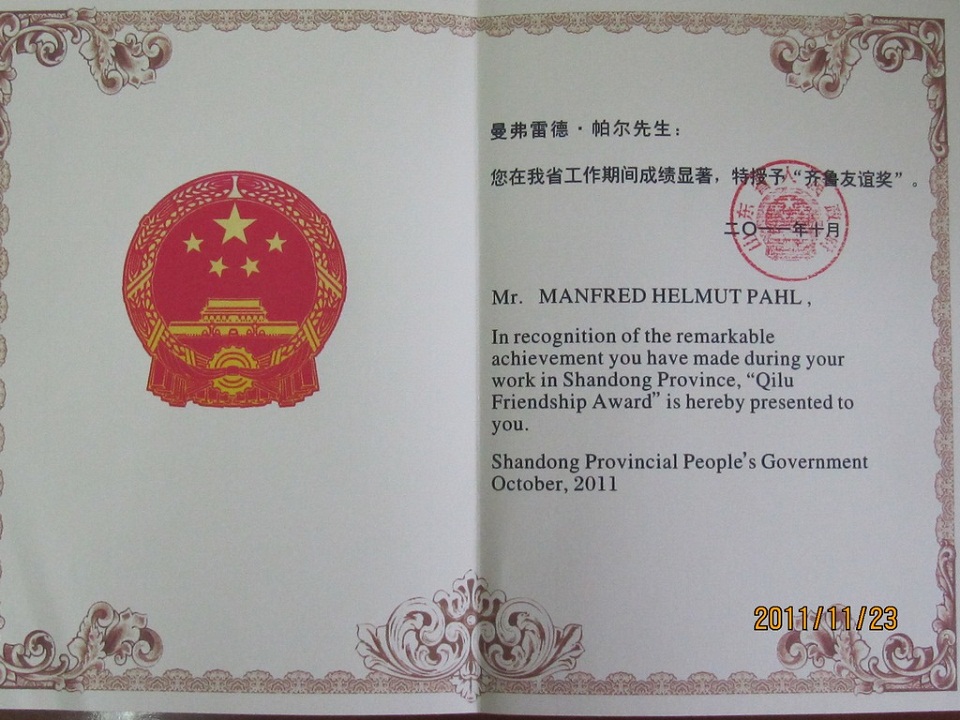 曼弗雷德·帕尔先生：
您在我省工作期间成绩显著，特授予“齐鲁友谊奖”。
二〇一一年十月
Mr. MANFRED HELMUT PAHL ,
In recognition of the remarkable
achievement you have made during your
work in Shandong Province, “Qilu
Friendship Award” is hereby presented to
you.
Shandong Provincial People’s Government
October, 2011
2011/11/23